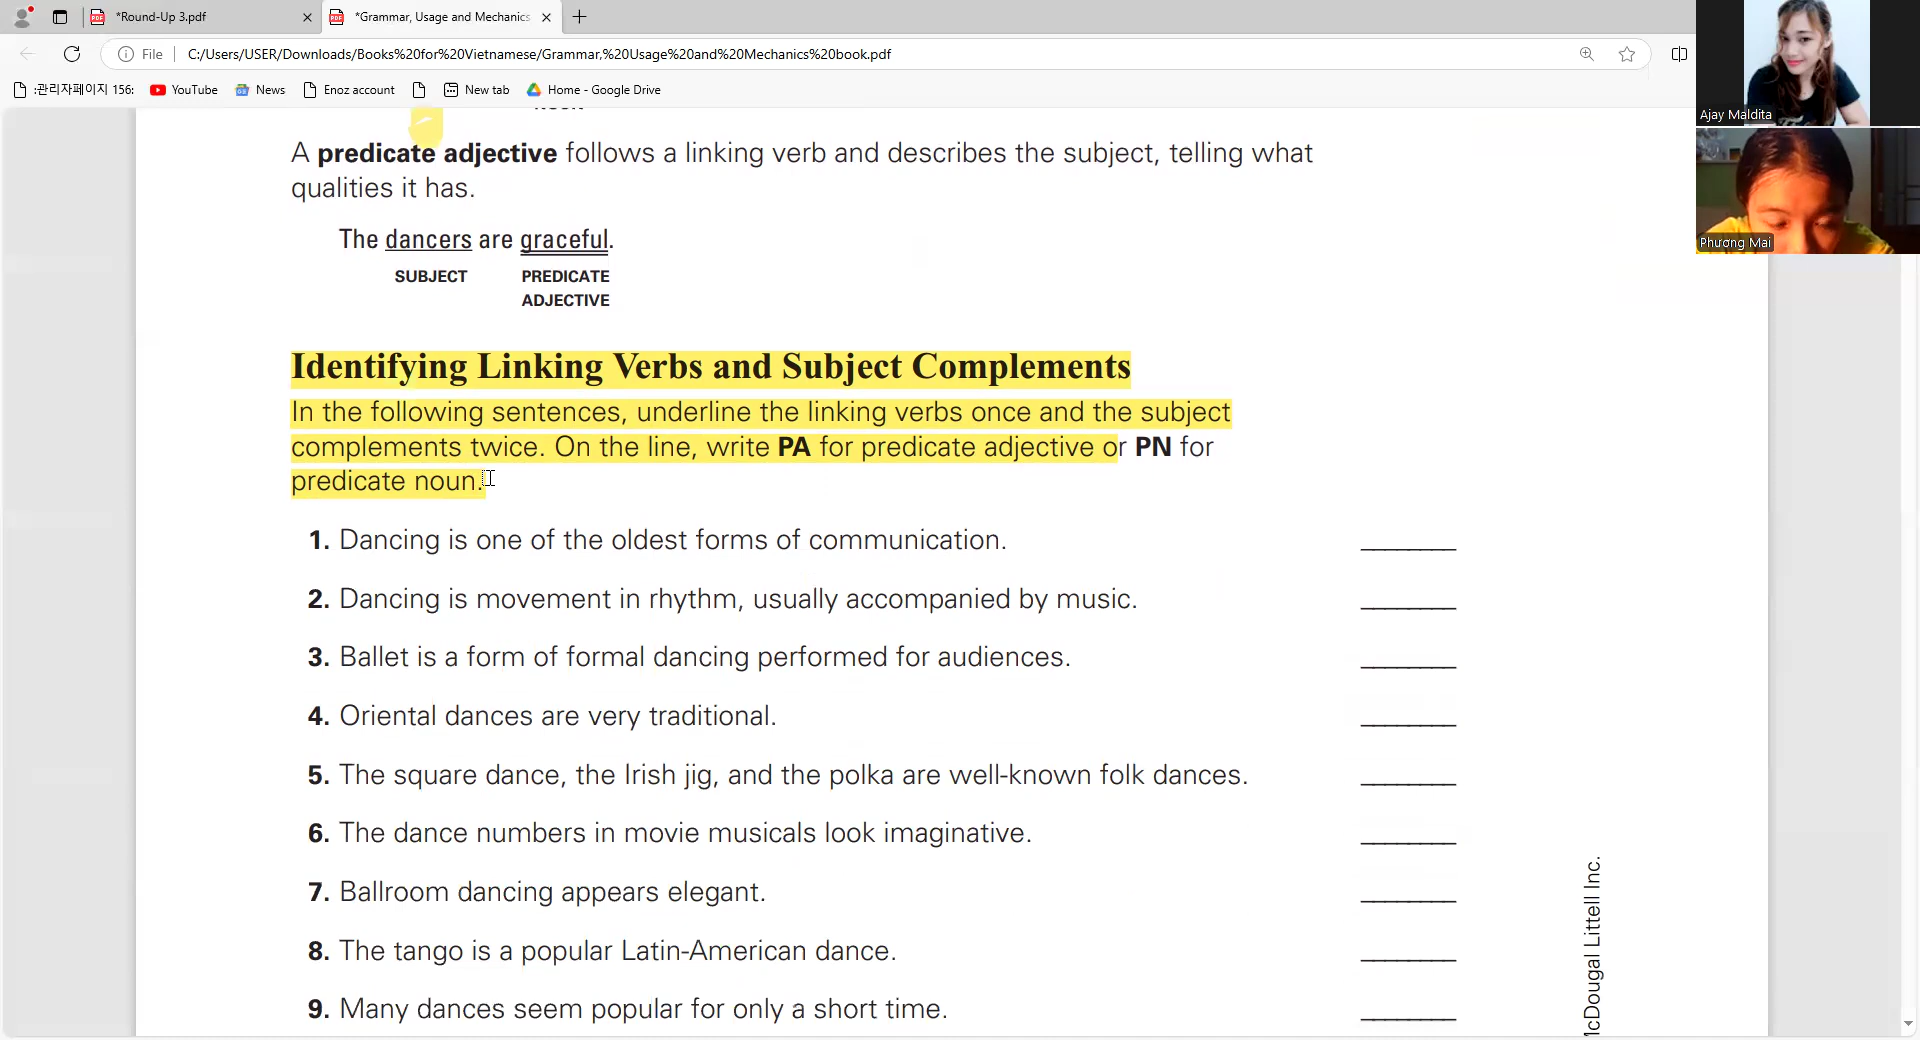 *Round-Up 3.pdf
*Grammar, Usage and Mechanics
File
C:/Users/USER/Downloads/Books%20for%20Vietnamese/Grammar,%20Usage%20and%20Mechanics%20book.pdf
:관리자페이지 156:
YouTube
News
Enoz account
New tab
Home - Google Drive
Ajay Maldita
Phương Mai
A predicate adjective follows a linking verb and describes the subject, telling what
qualities it has.
The dancers are graceful.
SUBJECT PREDICATE
ADJECTIVE
Identifying Linking Verbs and Subject Complements
In the following sentences, underline the linking verbs once and the subject
complements twice. On the line, write PA for predicate adjective or PN for
predicate noun.
1. Dancing is one of the oldest forms of communication.
2. Dancing is movement in rhythm, usually accompanied by music.
3. Ballet is a form of formal dancing performed for audiences.
4. Oriental dances are very traditional.
5. The square dance, the Irish jig, and the polka are well-known folk dances.
6. The dance numbers in movie musicals look imaginative.
7. Ballroom dancing appears elegant.
8. The tango is a popular Latin-American dance.
9. Many dances seem popular for only a short time.
McDougal Littell Inc.